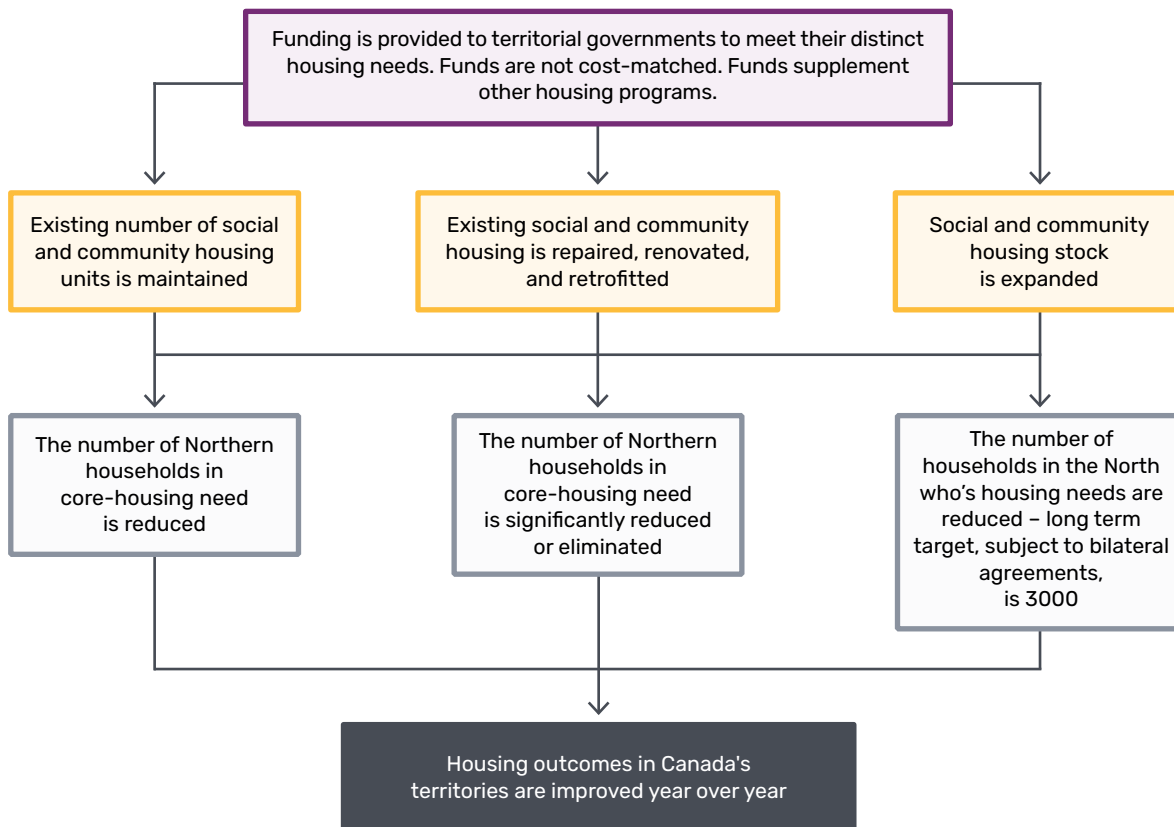 Funding is provided to territorial governments to meet their distinct
housing needs. Funds are not cost-matched. Funds supplement
other housing programs.
Existing number of social
and community housing
units is maintained
Existing social and community
housing is repaired, renovated,
and retrofitted
Social and community
housing stock
is expanded
The number of Northern
households in
core-housing need
is reduced
The number of Northern
households in
core-housing need
is significantly reduced
or eliminated
The number of
households in the North
who’s housing needs are
reduced – long term
target, subject to bilateral
agreements,
is 3000
Housing outcomes in Canada's
territories are improved year over year